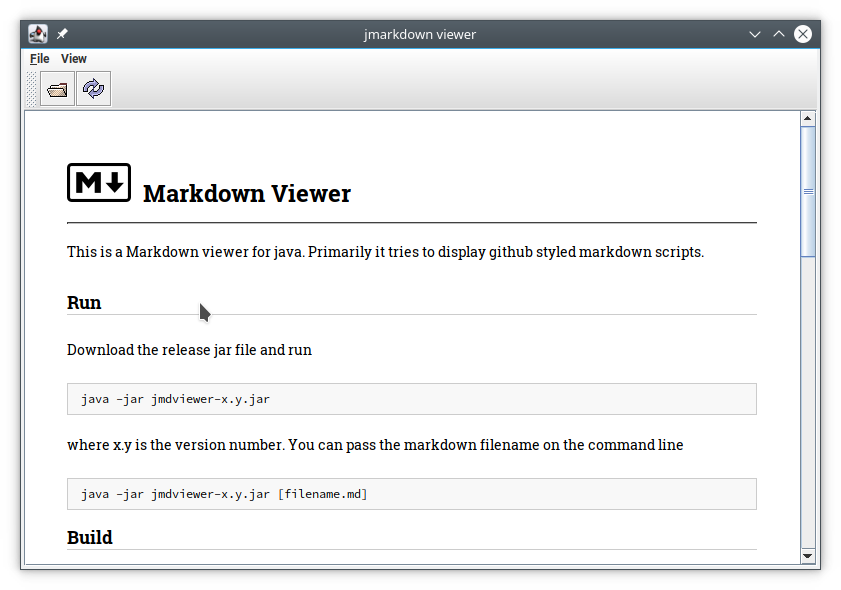 jmarkdown viewer
File View
M Markdown Viewer
This is a Markdown viewer for java. Primarily it tries to display github styled markdown scripts.
Run
Download the release jar file and run
java -jar jmdviewer-x.y.jar
where x.y is the version number. You can pass the markdown filename on the command line
java -jar jmdviewer-x.y.jar [filename.md]
Build